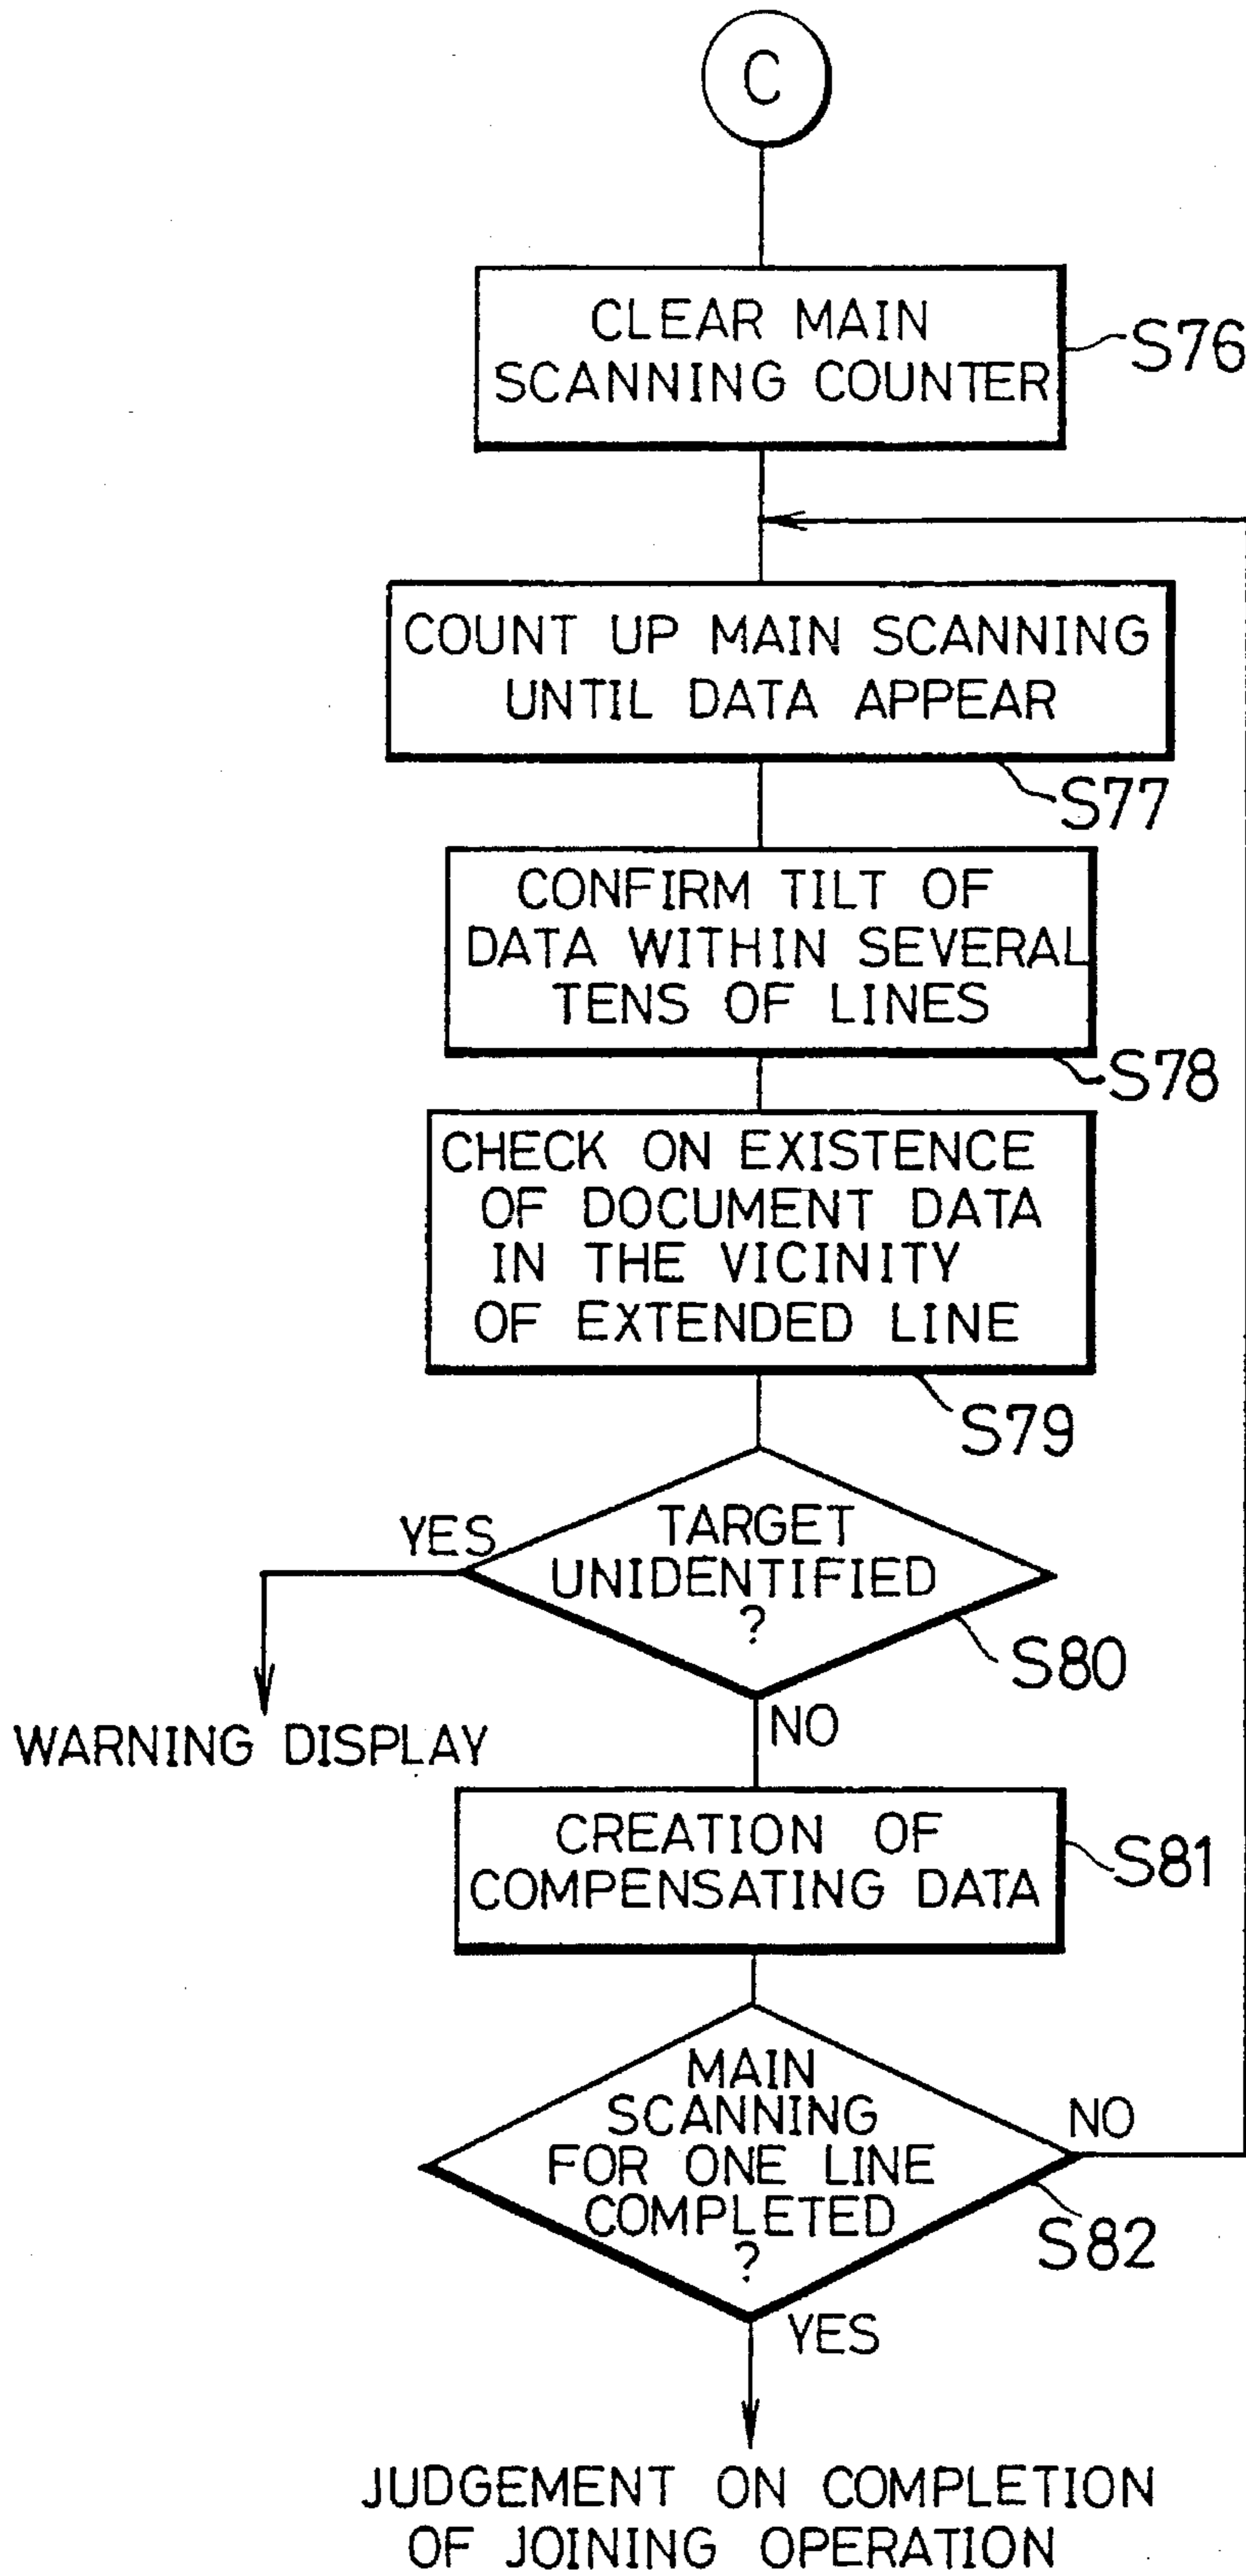 C
CLEAR MAIN
SCANNING COUNTER
S76
COUNT UP MAIN SCANNING
UNTIL DATA APPEAR
S77
CONFIRM TILT OF
DATA WITHIN SEVERAL
TENS OF LINES
S78
CHECK ON EXISTENCE
OF DOCUMENT DATA
IN THE VICINITY
OF EXTENDED LINE
S79
YES
TARGET
UNIDENTIFIED
?
S80
WARNING DISPLAY
NO
CREATION OF
COMPENSATING DATA
S81
MAIN
SCANNING
FOR ONE LINE
COMPLETED
?
NO
S82
YES
JUDGEMENT ON COMPLETION
OF JOINING OPERATION